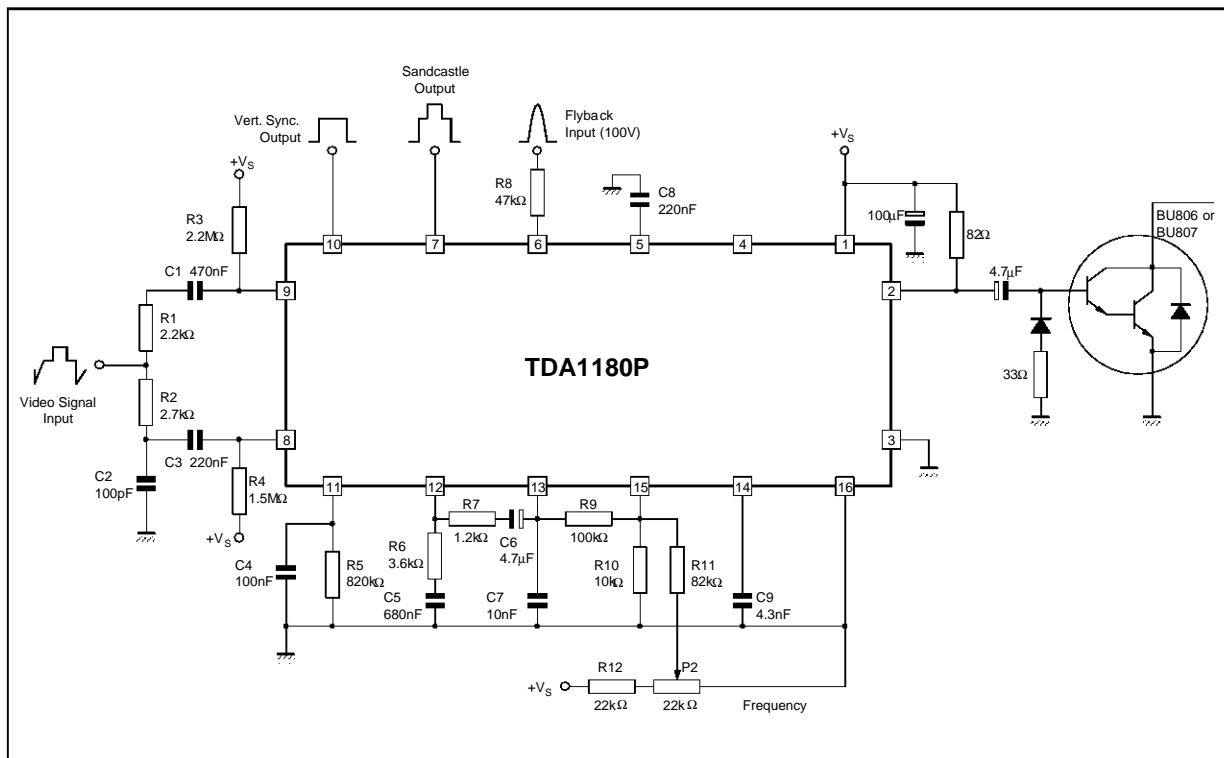 Sandcastle
Output
Vert. Sync.
Output
Flyback
Input (100V)
+VS
+VS
R3
2.2MΩ
R8
47kΩ
C8
220nF
100µF
82Ω
BU806 or
BU807
10
7
6
5
4
1
C1 470nF
9
2
4.7µF
R1
2.2kΩ
TDA1180P
33Ω
Video Signal
Input
R2
2.7kΩ
8
3
C3 220nF
C2
100pF
R4
1.5MΩ
+VS
11
12
13
15
14
16
R7
1.2kΩ
C6
4.7µF
R9
100kΩ
R6
3.6kΩ
R10
10kΩ
R11
82kΩ
C4
100nF
R5
820kΩ
C5
680nF
C7
10nF
C9
4.3nF
R12
P2
+VS
22kΩ
22kΩ
Frequency